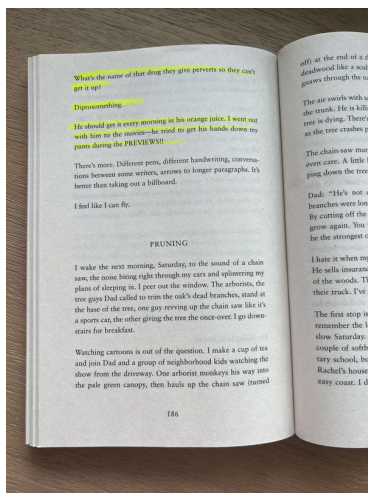 What's the name of that drug they give perverts so they can't
get it up?
Diprosomething.
He should get it every morning in his orange juice. I went out
with him to the movies—he tried to get his hands down my
pants during the PREVIEWS!!
There's more. Different pens, different handwriting, conversa-
tions between some writers, arrows to longer paragraphs. It's
better than taking out a billboard.
I feel like I can fly.
PRUNING
I wake the next morning, Saturday, to the sound of a chain
saw, the noise biting right through my ears and splintering my
plans of sleeping in. I peer out the window. The arborists, the
tree guys Dad called to trim the oak's dead branches, stand at
the base of the tree, one guy revving up the chain saw like it's
a sports car, the other giving the tree the once-over. I go down-
stairs for breakfast.
Watching cartoons is out of the question. I make a cup of tea
and join Dad and a group of neighborhood kids watching the
show from the driveway. One arborist monkeys his way into
the pale green canopy, then hauls up the chain saw (turned
186
off) at the end of a
deadwood like a scul
gnaws through the
The air swirls with s
the trunk. He is killi
tree is dying. There's
as the tree crashes p
The chain-saw mur
even care. A little
ping down the tree
Dad: "He's not
branches were lon
By cutting off the
grow again. You
be the strongest o
I hate it when my
He sells insuranc
of the woods. Th
their truck. I've
The first stop is
remember the l
slow Saturday.
couple of softb
tary school, bu
Rachel's house
easy coast. I d